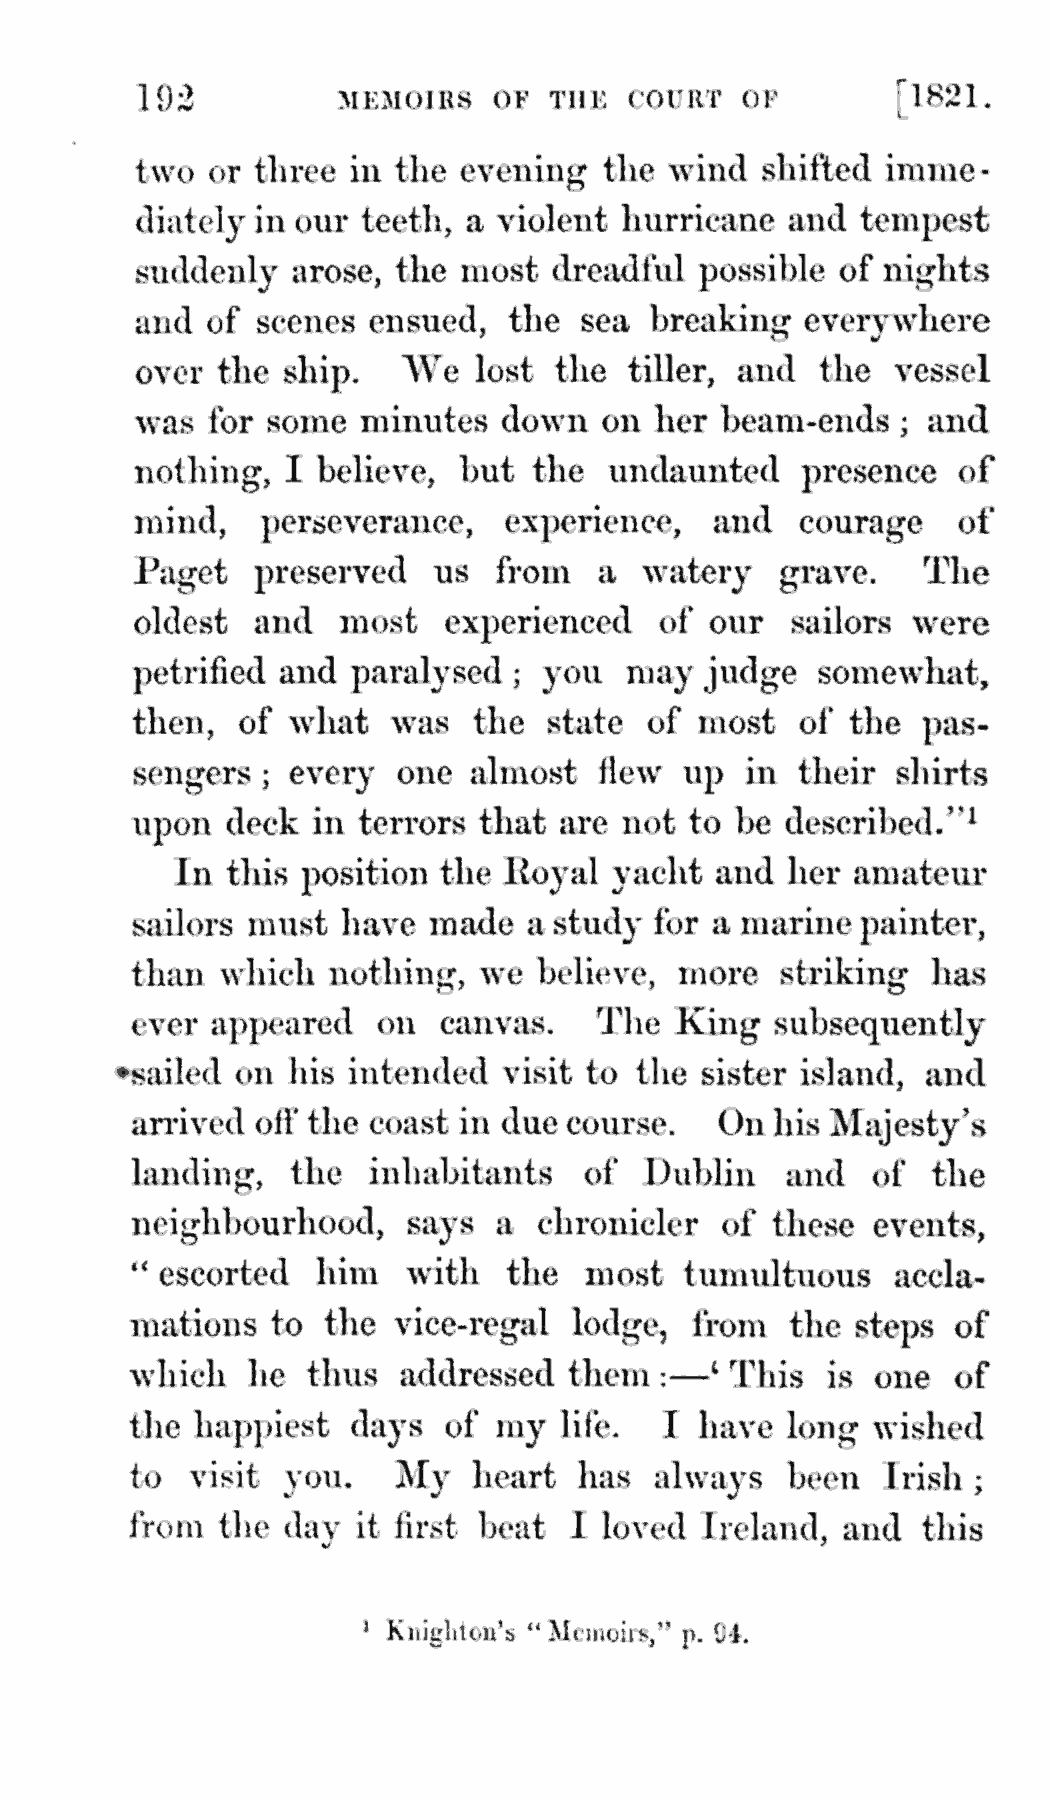 192 MEMOIRS OF THE COURT OF [1821.
two or three in the evening the wind shifted imme-
diately in our teeth, a violent hurricane and tempest
suddenly arose, the most dreadful possible of nights
and of scenes ensued, the sea breaking everywhere
over the ship. We lost the tiller, and the vessel
was for some minutes down on her beam-ends ; and
nothing, I believe, but the undaunted presence of
mind, perseverance, experience, and courage of
Paget preserved us from a watery grave. The
oldest and most experienced of our sailors were
petrified and paralysed ; you may judge somewhat,
then, of what was the state of most of the pas-
sengers ; every one almost flew up in their shirts
upon deck in terrors that are not to be described."¹
In this position the Royal yacht and her amateur
sailors must have made a study for a marine painter,
than which nothing, we believe, more striking has
ever appeared on canvas. The King subsequently
sailed on his intended visit to the sister island, and
arrived off the coast in due course. On his Majesty's
landing, the inhabitants of Dublin and of the
neighbourhood, says a chronicler of these events,
" escorted him with the most tumultuous accla-
mations to the vice-regal lodge, from the steps of
which he thus addressed them :—' This is one of
the happiest days of my life. I have long wished
to visit you. My heart has always been Irish ;
from the day it first beat I loved Ireland, and this
¹ Knighton's "Memoirs," p. 94.